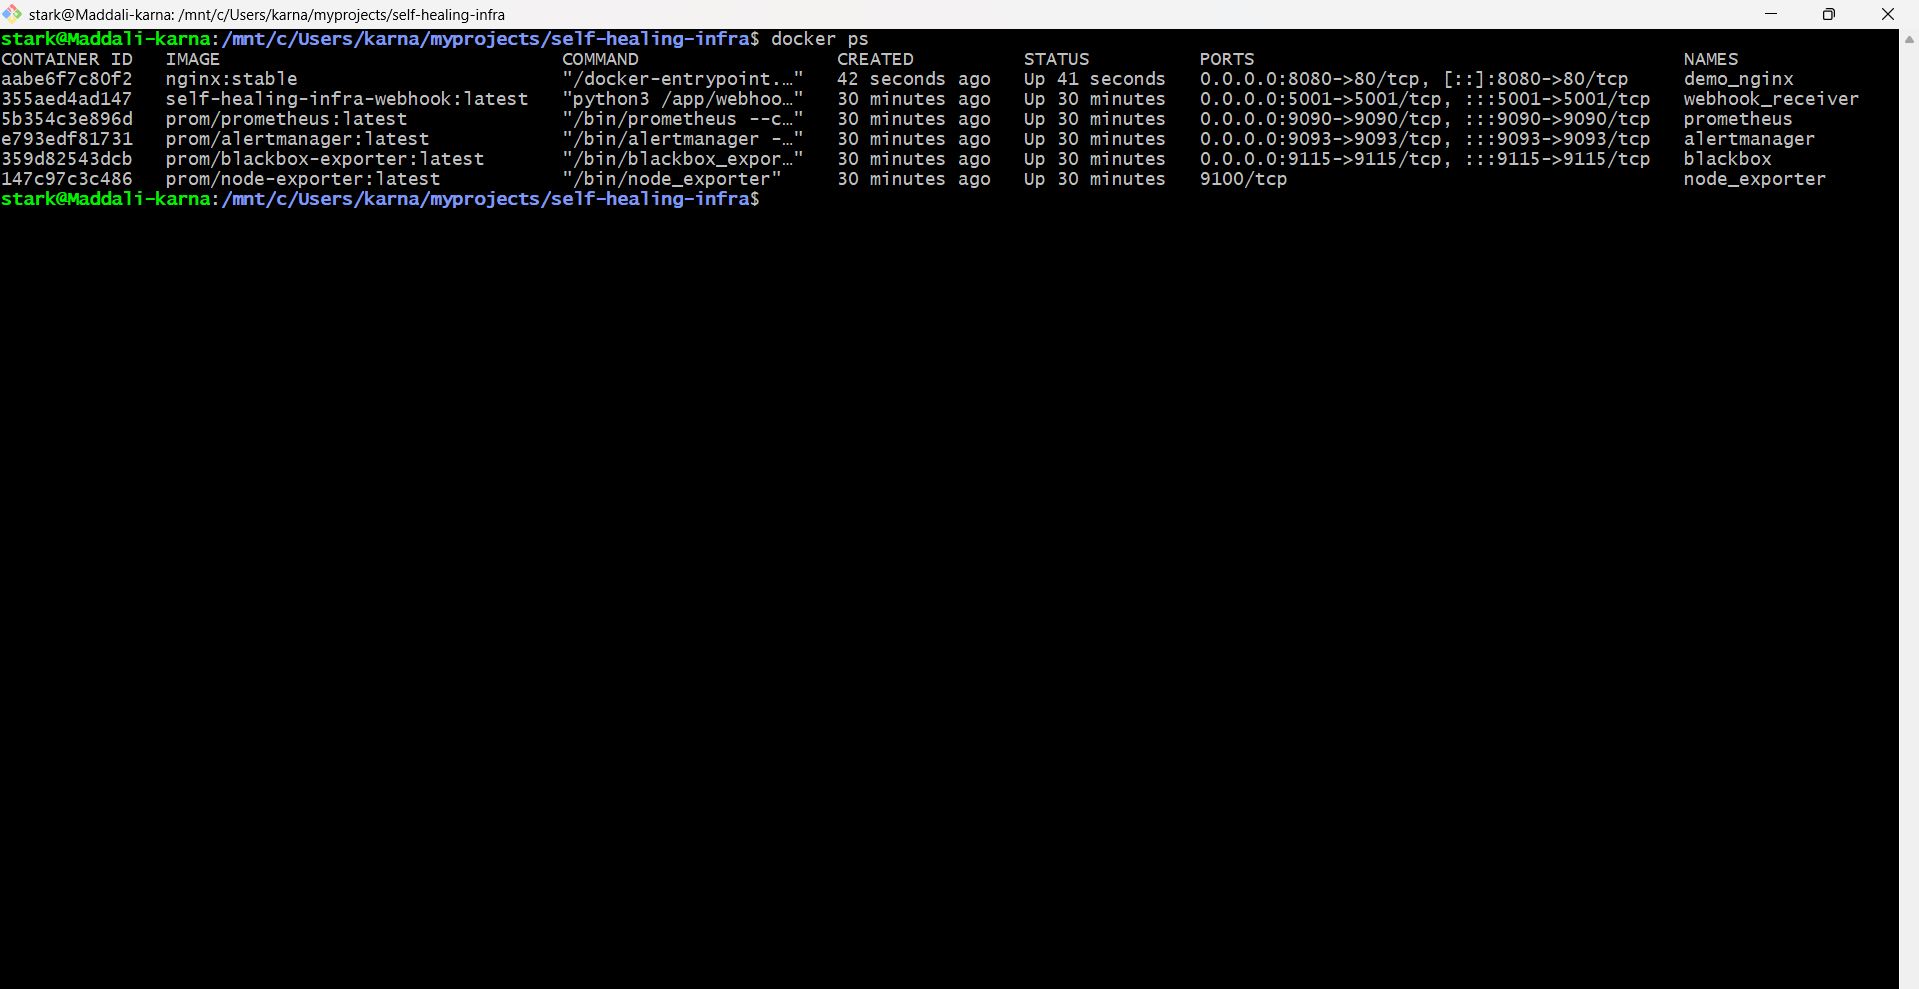 stark@Maddali-karna: /mnt/c/Users/karna/myprojects/self-healing-infra
stark@Maddali-karna:/mnt/c/Users/karna/myprojects/self-healing-infra$ docker ps
CONTAINER ID   IMAGE                               COMMAND                  CREATED          STATUS          PORTS                                       NAMES
aabe6f7c80f2   nginx:stable                        "/docker-entrypoint.…"   42 seconds ago   Up 41 seconds   0.0.0.0:8080->80/tcp, [::]:8080->80/tcp     demo_nginx
355aed4ad147   self-healing-infra-webhook:latest   "python3 /app/webhoo…"   30 minutes ago   Up 30 minutes   0.0.0.0:5001->5001/tcp, :::5001->5001/tcp   webhook_receiver
5b354c3e896d   prom/prometheus:latest              "/bin/prometheus --c…"   30 minutes ago   Up 30 minutes   0.0.0.0:9090->9090/tcp, :::9090->9090/tcp   prometheus
e793edf81731   prom/alertmanager:latest            "/bin/alertmanager -…"   30 minutes ago   Up 30 minutes   0.0.0.0:9093->9093/tcp, :::9093->9093/tcp   alertmanager
359d82543dcb   prom/blackbox-exporter:latest       "/bin/blackbox_expor…"   30 minutes ago   Up 30 minutes   0.0.0.0:9115->9115/tcp, :::9115->9115/tcp   blackbox
147c97c3c486   prom/node-exporter:latest           "/bin/node_exporter"     30 minutes ago   Up 30 minutes   9100/tcp                                    node_exporter
stark@Maddali-karna:/mnt/c/Users/karna/myprojects/self-healing-infra$